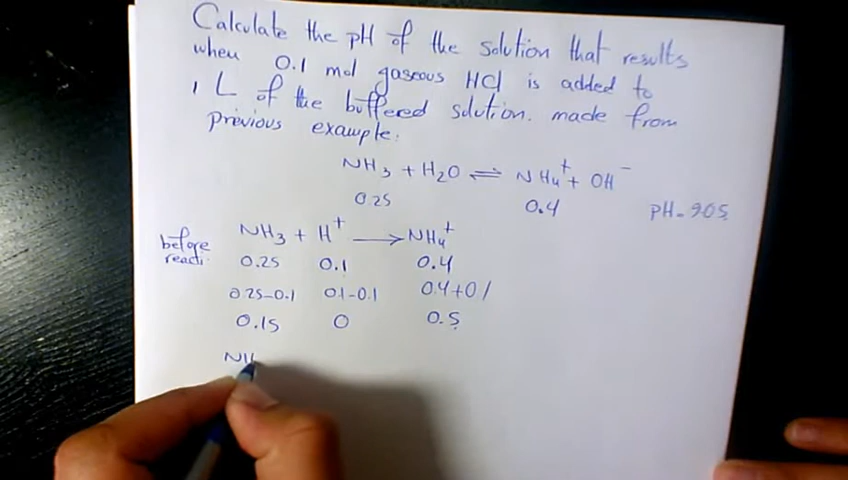 Calculate the pH of the solution that results
when 0.1 mol gaseous HCl is added to
1 L of the buffered solution. made from
previous example.
NH3 + H2O ⇌ NH4+ + OH-
0.25 0.4 pH = 9.05
before NH3 + H+ → NH4+
reacti. 0.25 0.1 0.4
0.25-0.1 0.1-0.1 0.4+0.1
0.15 0 0.5
NH